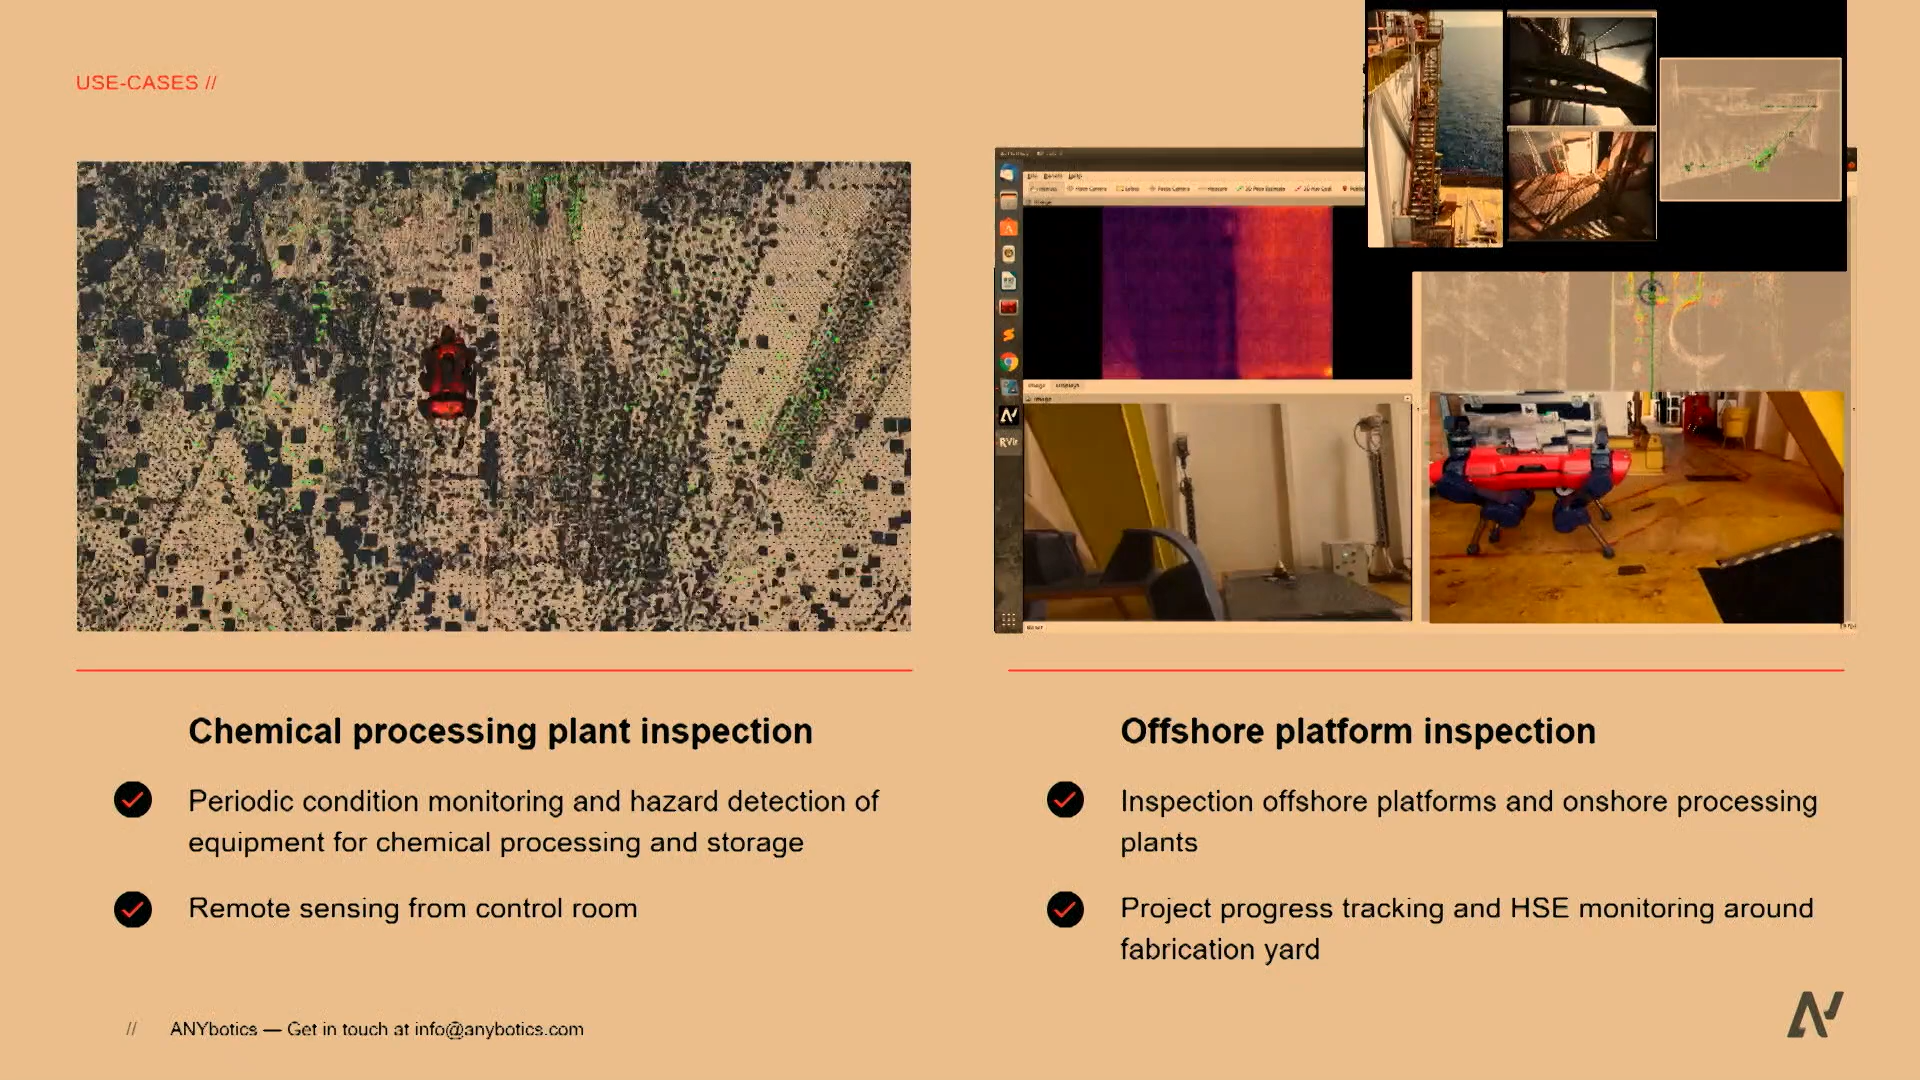 USE-CASES //
Chemical processing plant inspection
Periodic condition monitoring and hazard detection of
equipment for chemical processing and storage
Remote sensing from control room
Offshore platform inspection
Inspection offshore platforms and onshore processing
plants
Project progress tracking and HSE monitoring around
fabrication yard
// ANYbotics — Get in touch at info@anybotics.com